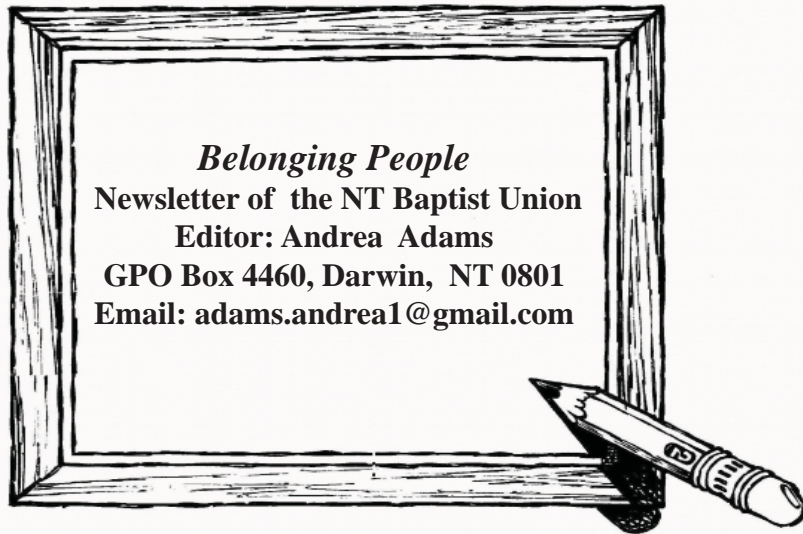 Belonging People
Newsletter of the NT Baptist Union
Editor: Andrea Adams
GPO Box 4460, Darwin, NT 0801
Email: adams.andrea1@gmail.com